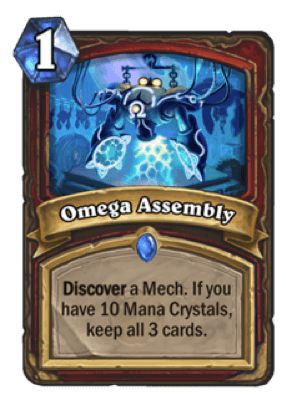 1
Omega Assembly
Discover a Mech. If you
have 10 Mana Crystals,
keep all 3 cards.